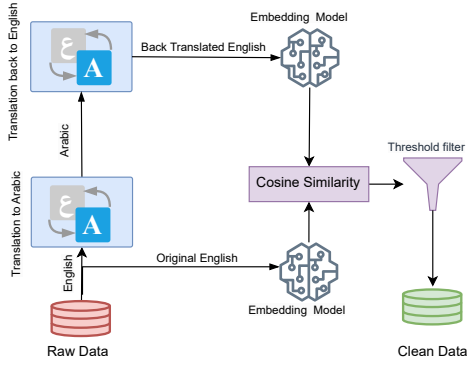 Translation back to English
ع
A
Back Translated English
Embedding Model
Arabic
Threshold filter
Cosine Similarity
Translation to Arabic
ع
A
English
Original English
Embedding Model
Raw Data
Clean Data